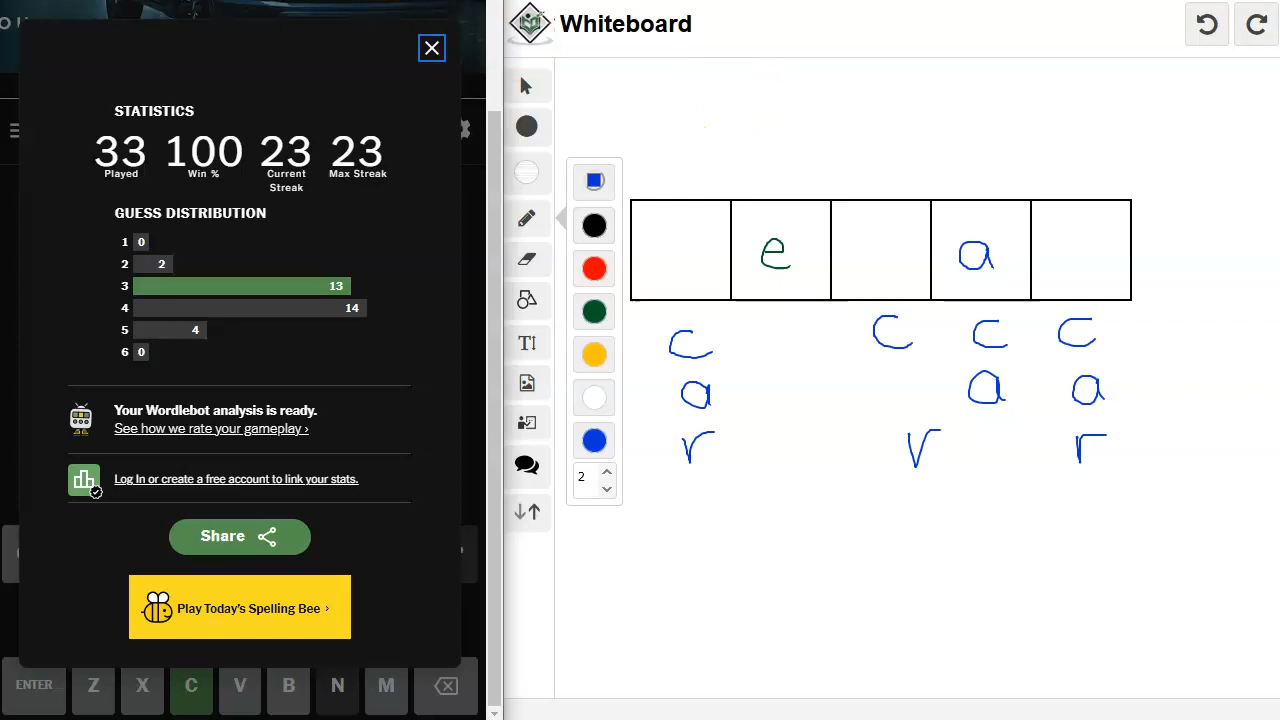 Whiteboard
STATISTICS
33 100 23 23
Played Win % Current Streak Max Streak
GUESS DISTRIBUTION
1 0
2 2
3 13
4 14
5 4
6 0
Your Wordlebot analysis is ready.
See how we rate your gameplay ›
Log In or create a free account to link your stats.
Share
Play Today's Spelling Bee ›
ENTER Z X C V B N M
T
2
e a
c c c c
a a a
r r r